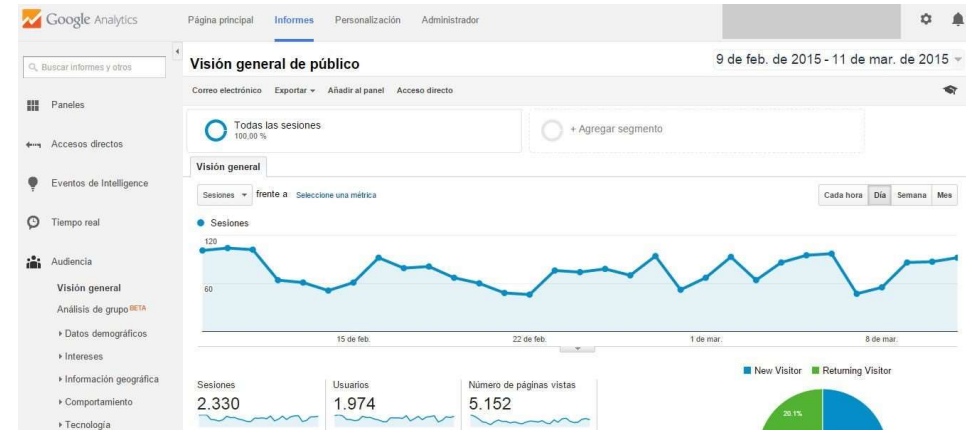 Google Analytics
Página principal Informes Personalización Administrador
Buscar informes y otros
Visión general de público
9 de feb. de 2015 - 11 de mar. de 2015
Correo electrónico Exportar Añadir al panel Acceso directo
Paneles
Accesos directos
Eventos de Intelligence
Tiempo real
Audiencia
Visión general
Análisis de grupo BETA
Datos demográficos
Intereses
Información geográfica
Comportamiento
Tecnología
Todas las sesiones
100,00 %
+ Agregar segmento
Visión general
Sesiones frente a Seleccione una métrica
Cada hora Día Semana Mes
Sesiones
120
60
15 de feb. 22 de feb. 1 de mar. 8 de mar.
New Visitor Returning Visitor
Sesiones
2.330
Usuarios
1.974
Número de páginas vistas
5.152
20.1%